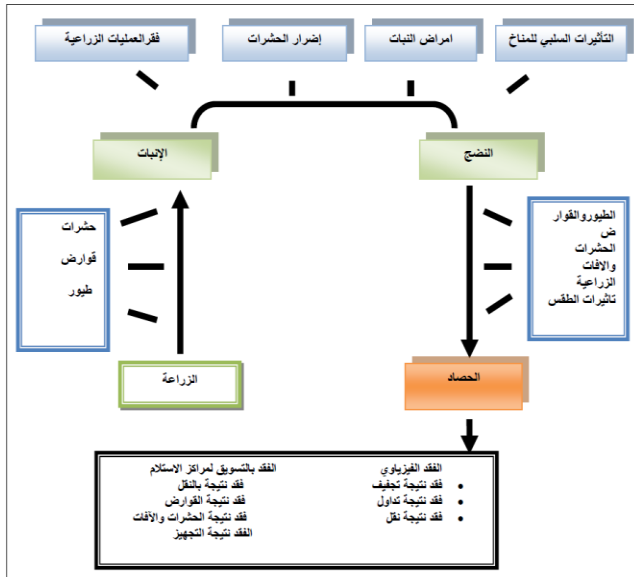 التأثيرات السلبي للمناخ
امراض النبات
إضرار الحشرات
فقرالعمليات الزراعية
النضج
الإنبات
الطيوروالقوار
ض
الحشرات
والافات
الزراعية
تاثيرات الطقس
حشرات
قوارض
طيور
الحصاد
الزراعة
الفقد الفيزياوي
• فقد نتيجة تجفيف
• فقد نتيجة تداول
• فقد نتيجة نقل
الفقد بالتسويق لمراكز الاستلام
فقد نتيجة بالنقل
فقد نتيجة القوارض
فقد نتيجة الحشرات والآفات
الفقد نتيجة التجهيز